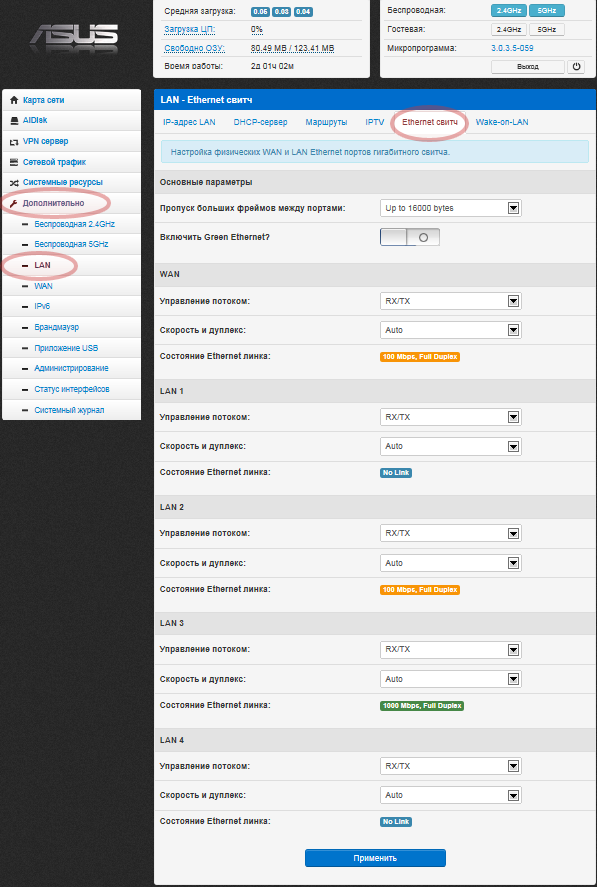 ASUS
Средняя загрузка: 0.06 0.03 0.04
Загрузка ЦП: 0%
Свободно ОЗУ: 80.49 MB / 123.41 MB
Время работы: 2д 01ч 02м
Беспроводная: 2.4GHz 5GHz
Гостевая: 2.4GHz 5GHz
Микропрограмма: 3.0.3.5-059
Выход
Карта сети
AiDisk
VPN сервер
Сетевой трафик
Системные ресурсы
Дополнительно
Беспроводная 2.4GHz
Беспроводная 5GHz
LAN
WAN
IPv6
Брандмауэр
Приложение USB
Администрирование
Статус интерфейсов
Системный журнал
LAN - Ethernet свитч
IP-адрес LAN DHCP-сервер Маршруты IPTV Ethernet свитч Wake-on-LAN
Настройка физических WAN и LAN Ethernet портов гигабитного свитча.
Основные параметры
Пропуск больших фреймов между портами: Up to 16000 bytes
Включить Green Ethernet?
WAN
Управление потоком: RX/TX
Скорость и дуплекс: Auto
Состояние Ethernet линка: 100 Mbps, Full Duplex
LAN 1
Управление потоком: RX/TX
Скорость и дуплекс: Auto
Состояние Ethernet линка: No Link
LAN 2
Управление потоком: RX/TX
Скорость и дуплекс: Auto
Состояние Ethernet линка: 100 Mbps, Full Duplex
LAN 3
Управление потоком: RX/TX
Скорость и дуплекс: Auto
Состояние Ethernet линка: 1000 Mbps, Full Duplex
LAN 4
Управление потоком: RX/TX
Скорость и дуплекс: Auto
Состояние Ethernet линка: No Link
Применить